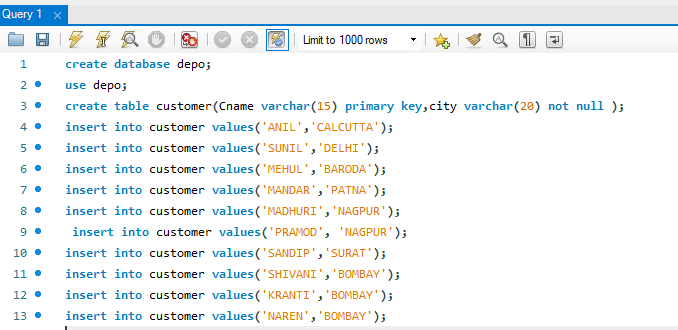 Query 1
Limit to 1000 rows
1 create database depo;
2 use depo;
3 create table customer(Cname varchar(15) primary key,city varchar(20) not null );
4 insert into customer values('ANIL','CALCUTTA');
5 insert into customer values('SUNIL','DELHI');
6 insert into customer values('MEHUL','BARODA');
7 insert into customer values('MANDAR','PATNA');
8 insert into customer values('MADHURI','NAGPUR');
9 insert into customer values('PRAMOD', 'NAGPUR');
10 insert into customer values('SANDIP','SURAT');
11 insert into customer values('SHIVANI','BOMBAY');
12 insert into customer values('KRANTI','BOMBAY');
13 insert into customer values('NAREN','BOMBAY');